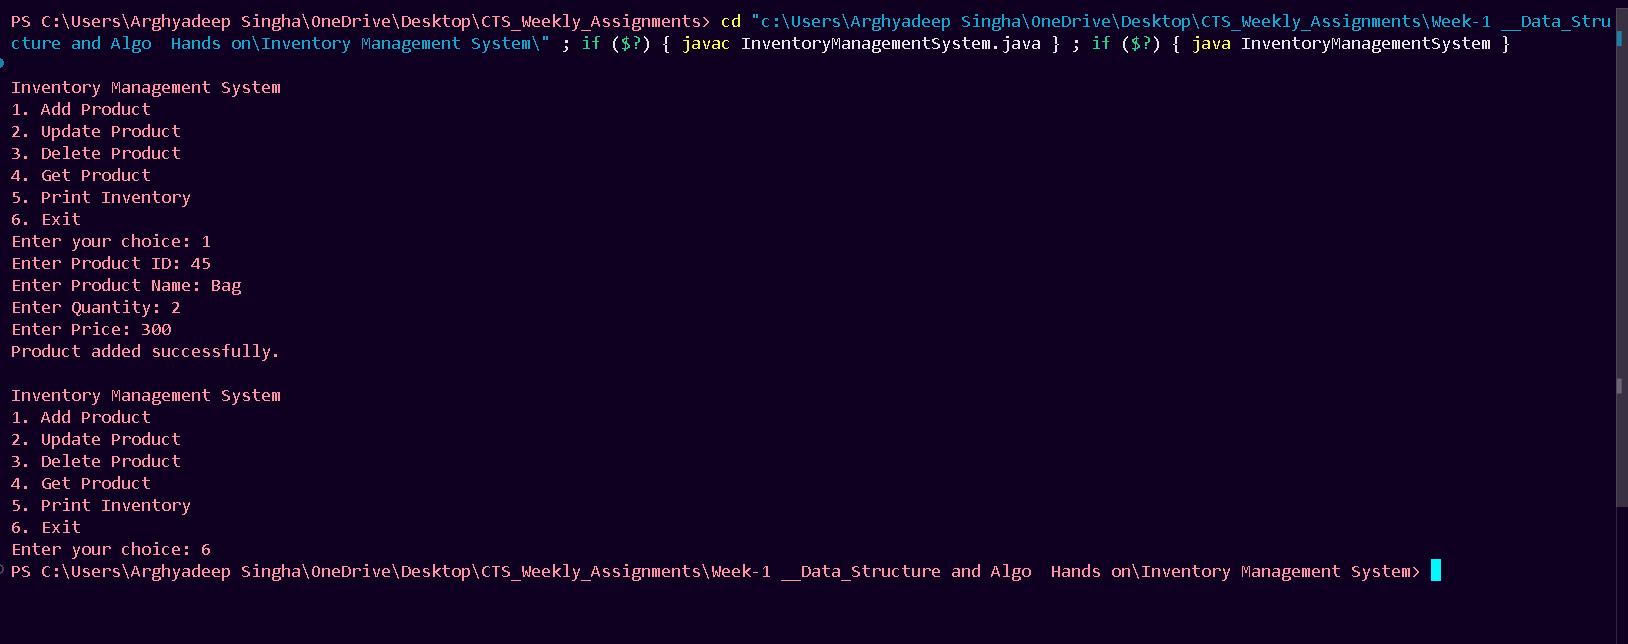 PS C:\Users\Arghyadeep Singha\OneDrive\Desktop\CTS_Weekly_Assignments> cd "c:\Users\Arghyadeep Singha\OneDrive\Desktop\CTS_Weekly_Assignments\Week-1 __Data_Stru
cture and Algo  Hands on\Inventory Management System\" ; if ($?) { javac InventoryManagementSystem.java } ; if ($?) { java InventoryManagementSystem }
Inventory Management System
1. Add Product
2. Update Product
3. Delete Product
4. Get Product
5. Print Inventory
6. Exit
Enter your choice: 1
Enter Product ID: 45
Enter Product Name: Bag
Enter Quantity: 2
Enter Price: 300
Product added successfully.
Inventory Management System
1. Add Product
2. Update Product
3. Delete Product
4. Get Product
5. Print Inventory
6. Exit
Enter your choice: 6
PS C:\Users\Arghyadeep Singha\OneDrive\Desktop\CTS_Weekly_Assignments\Week-1 __Data_Structure and Algo  Hands on\Inventory Management System>